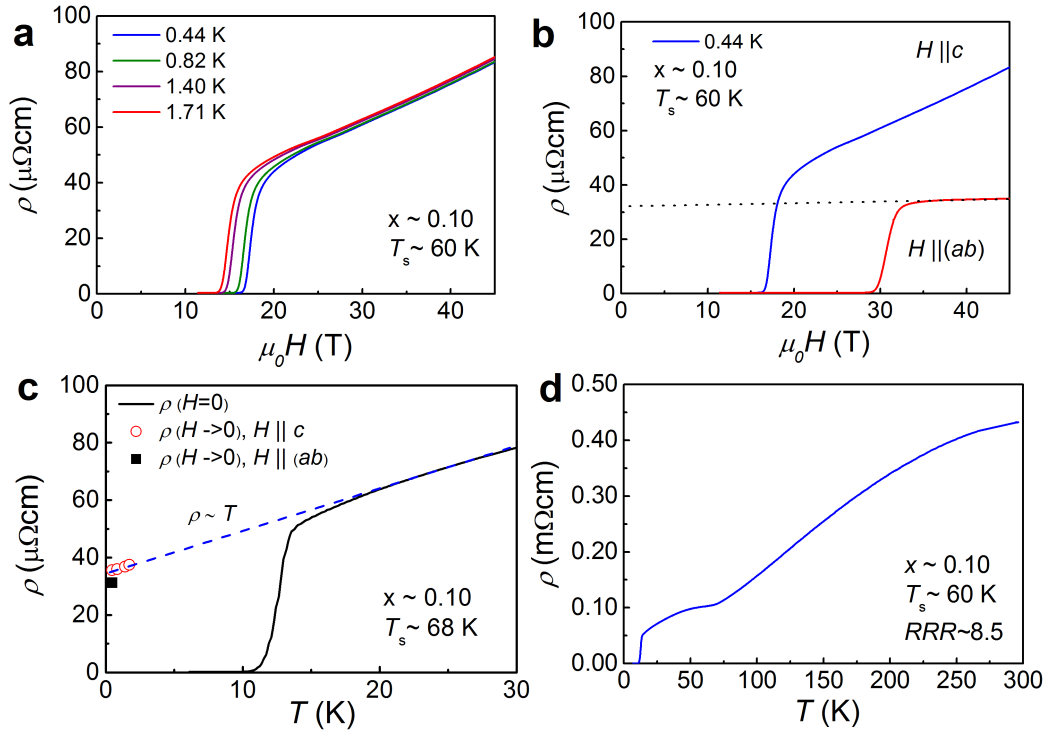 a
100
80
60
40
20
0
ρ (μΩcm)
0.44 K
0.82 K
1.40 K
1.71 K
x ~ 0.10
Ts~ 60 K
0 10 20 30 40
μ0H (T)
b
100
80
60
40
20
0
ρ (μΩcm)
0.44 K
x ~ 0.10
Ts~ 60 K
H ||c
H ||(ab)
0 10 20 30 40
μ0H (T)
c
100
80
60
40
20
0
ρ (μΩcm)
ρ (H=0)
ρ (H ->0), H || c
ρ (H ->0), H || (ab)
ρ ~ T
x ~ 0.10
Ts~ 68 K
0 10 20 30
T (K)
d
0.50
0.40
0.30
0.20
0.10
0.00
ρ (mΩcm)
x ~ 0.10
Ts~ 60 K
RRR~8.5
0 50 100 150 200 250 300
T (K)